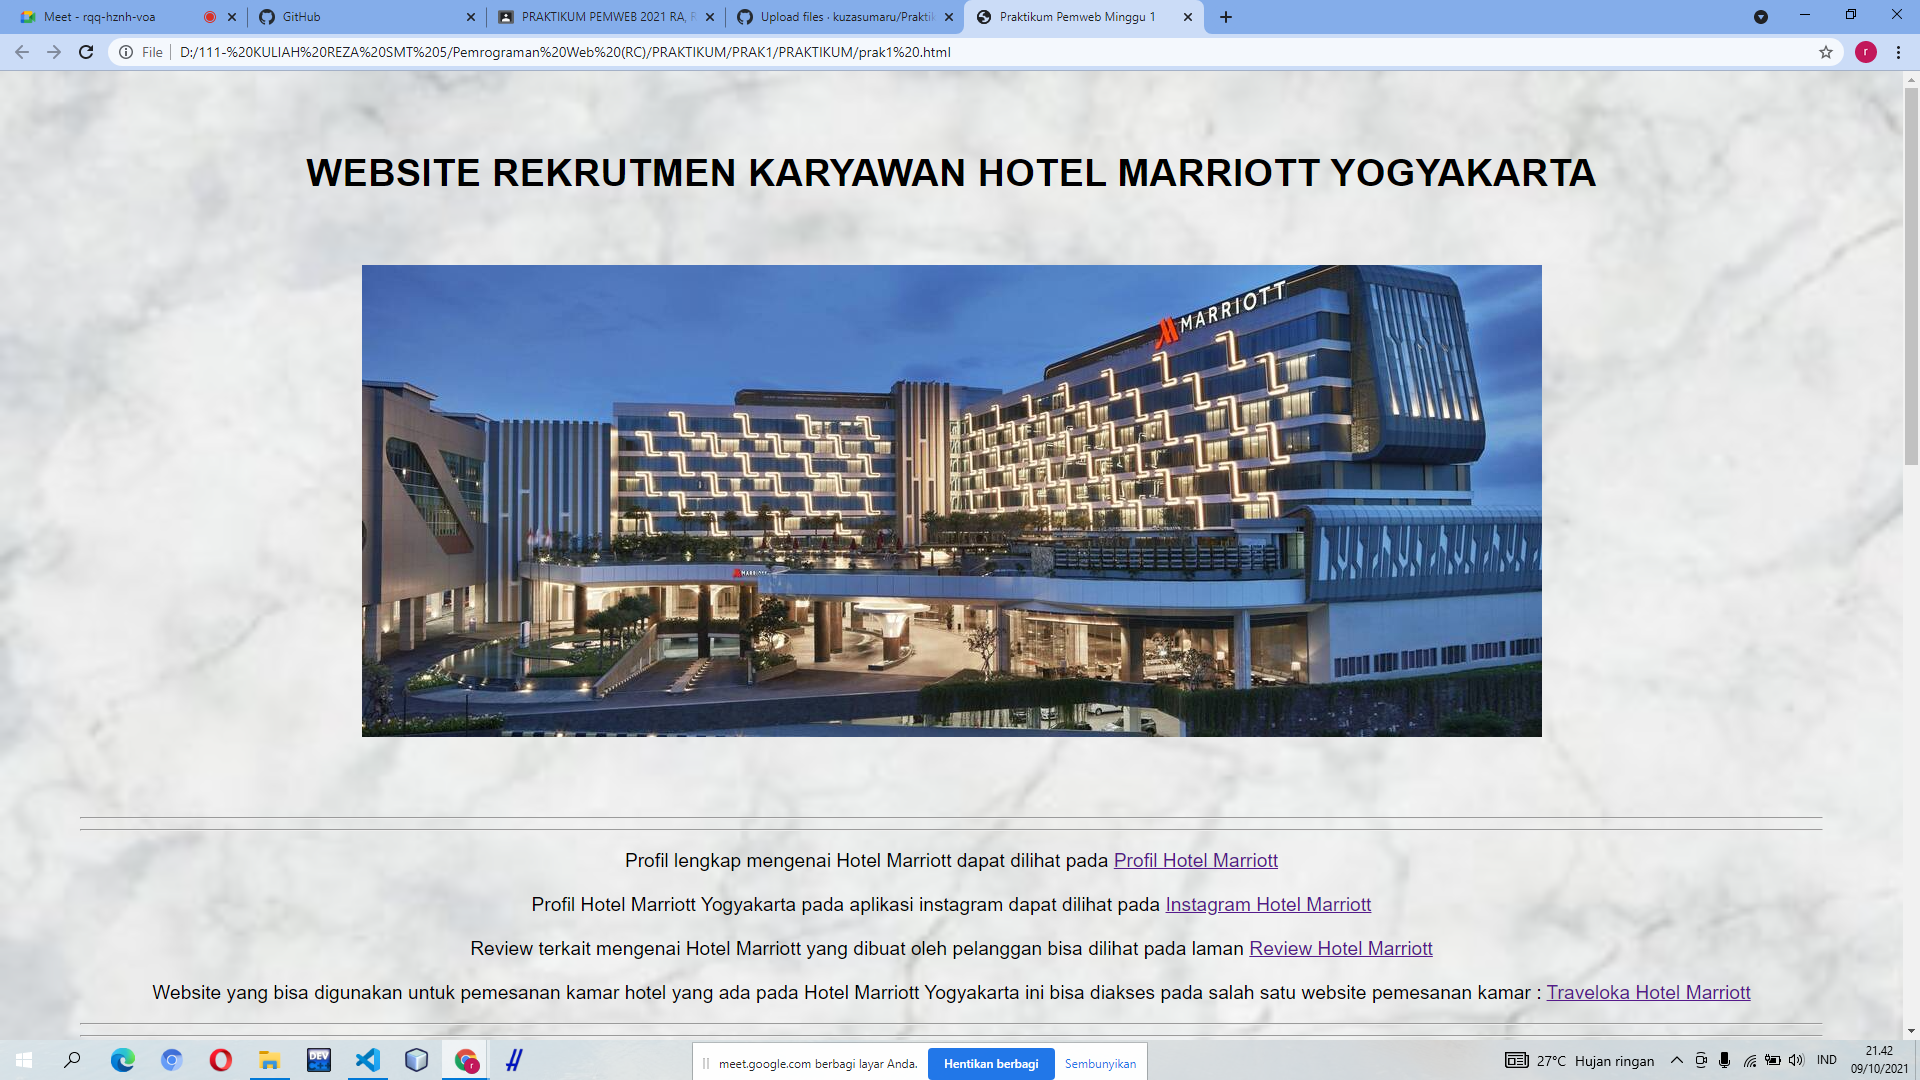 Meet - rqq-hznh-voa
GitHub
PRAKTIKUM PEMWEB 2021 RA, R
Upload files · kuzasumaru/Prakti
Praktikum Pemweb Minggu 1
File
D:/111-%20KULIAH%20REZA%20SMT%205/Pemrograman%20Web%20(RC)/PRAKTIKUM/PRAK1/PRAKTIKUM/prak1%20.html
r
WEBSITE REKRUTMEN KARYAWAN HOTEL MARRIOTT YOGYAKARTA
MARRIOTT
MARRIOTT
Profil lengkap mengenai Hotel Marriott dapat dilihat pada Profil Hotel Marriott
Profil Hotel Marriott Yogyakarta pada aplikasi instagram dapat dilihat pada Instagram Hotel Marriott
Review terkait mengenai Hotel Marriott yang dibuat oleh pelanggan bisa dilihat pada laman Review Hotel Marriott
Website yang bisa digunakan untuk pemesanan kamar hotel yang ada pada Hotel Marriott Yogyakarta ini bisa diakses pada salah satu website pemesanan kamar : Traveloka Hotel Marriott
DEV
r
meet.google.com berbagi layar Anda.
Hentikan berbagi
Sembunyikan
27°C Hujan ringan
IND
21.42
09/10/2021